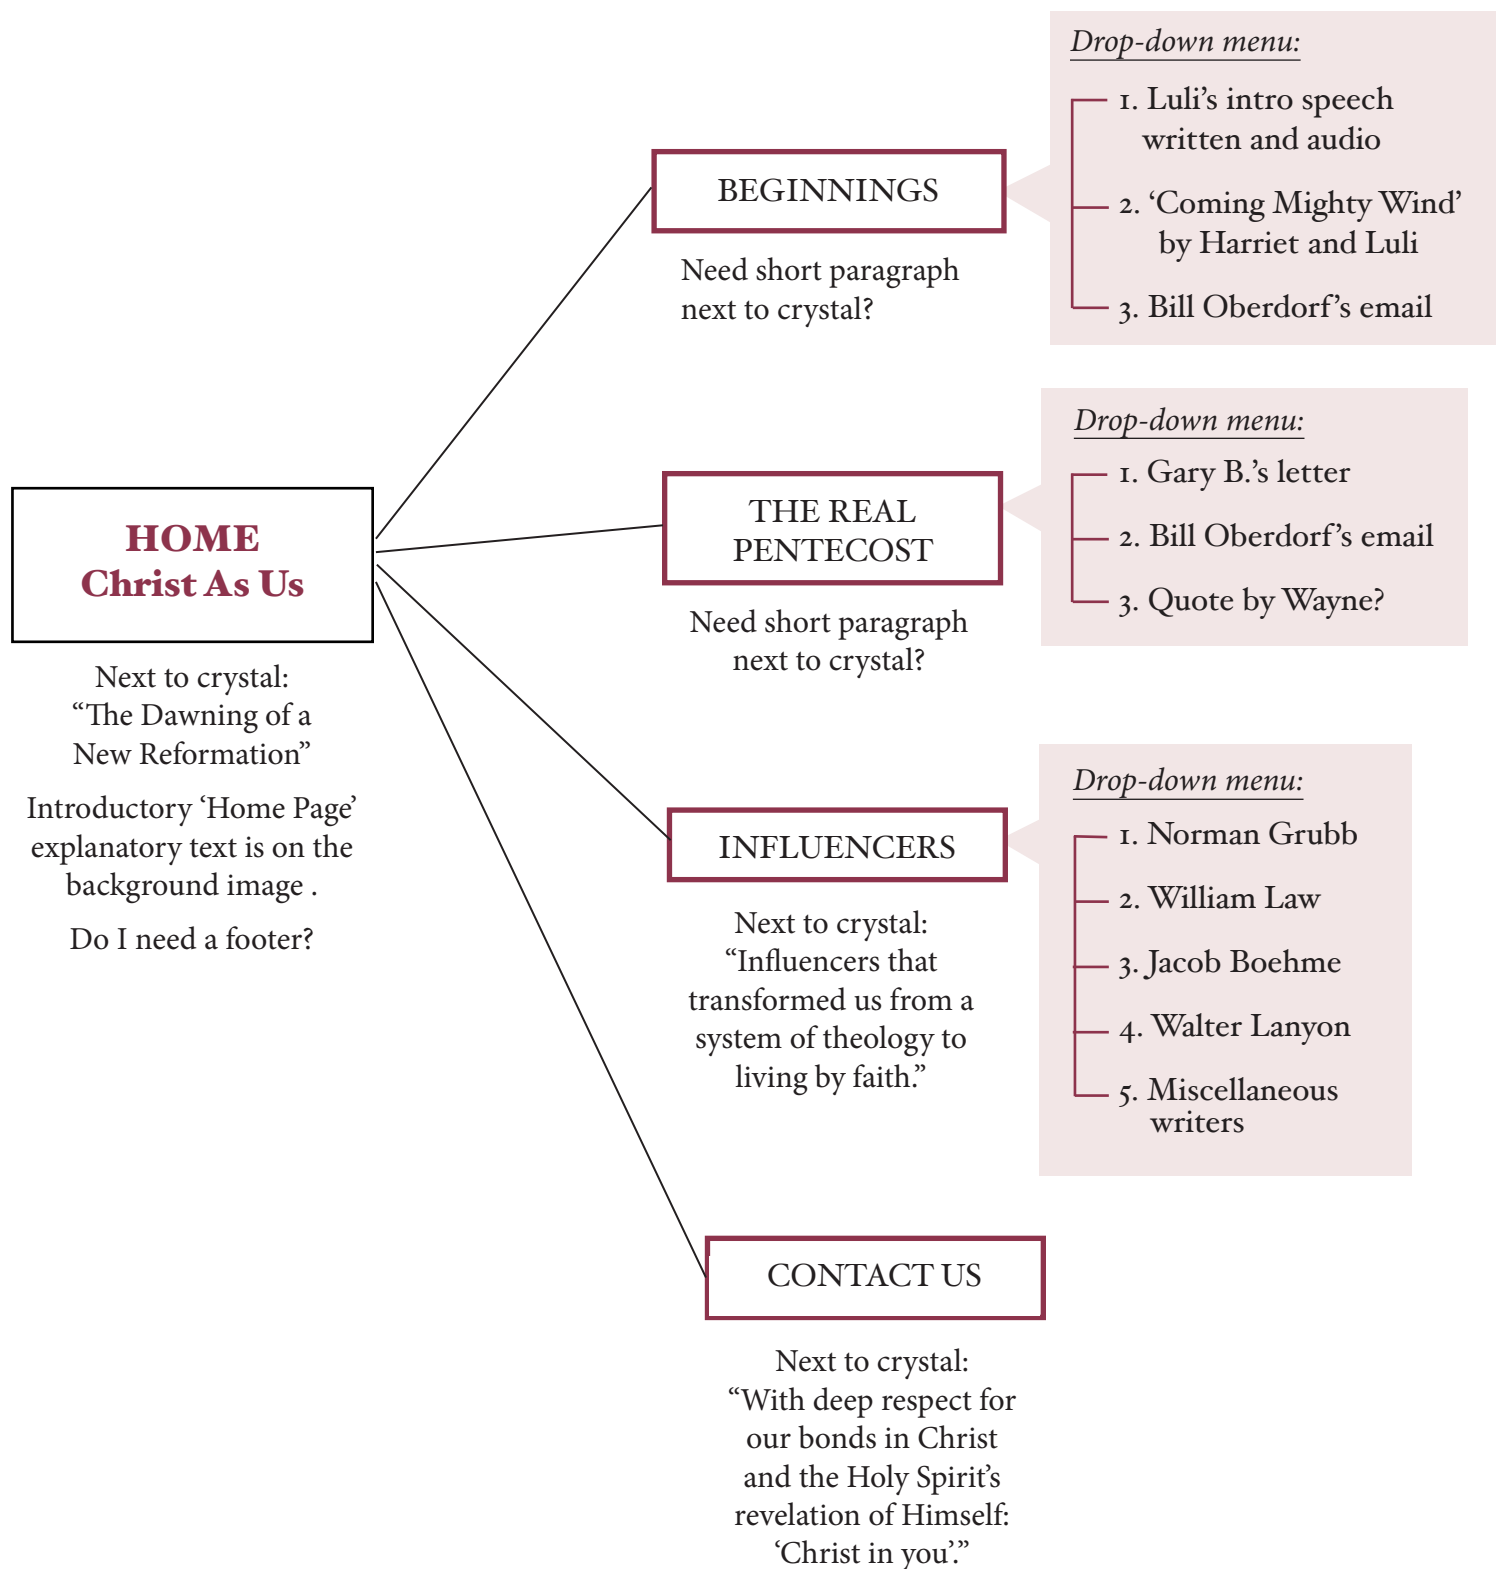 HOME
Christ As Us
Next to crystal:
“The Dawning of a
New Reformation”
Introductory ‘Home Page’
explanatory text is on the
background image .
Do I need a footer?
BEGINNINGS
Need short paragraph
next to crystal?
Drop-down menu:
1. Luli’s intro speech
written and audio
2. ‘Coming Mighty Wind’
by Harriet and Luli
3. Bill Oberdorf’s email
THE REAL
PENTECOST
Need short paragraph
next to crystal?
Drop-down menu:
1. Gary B.’s letter
2. Bill Oberdorf’s email
3. Quote by Wayne?
INFLUENCERS
Next to crystal:
“Influencers that
transformed us from a
system of theology to
living by faith.”
Drop-down menu:
1. Norman Grubb
2. William Law
3. Jacob Boehme
4. Walter Lanyon
5. Miscellaneous
writers
CONTACT US
Next to crystal:
“With deep respect for
our bonds in Christ
and the Holy Spirit’s
revelation of Himself:
‘Christ in you’.”